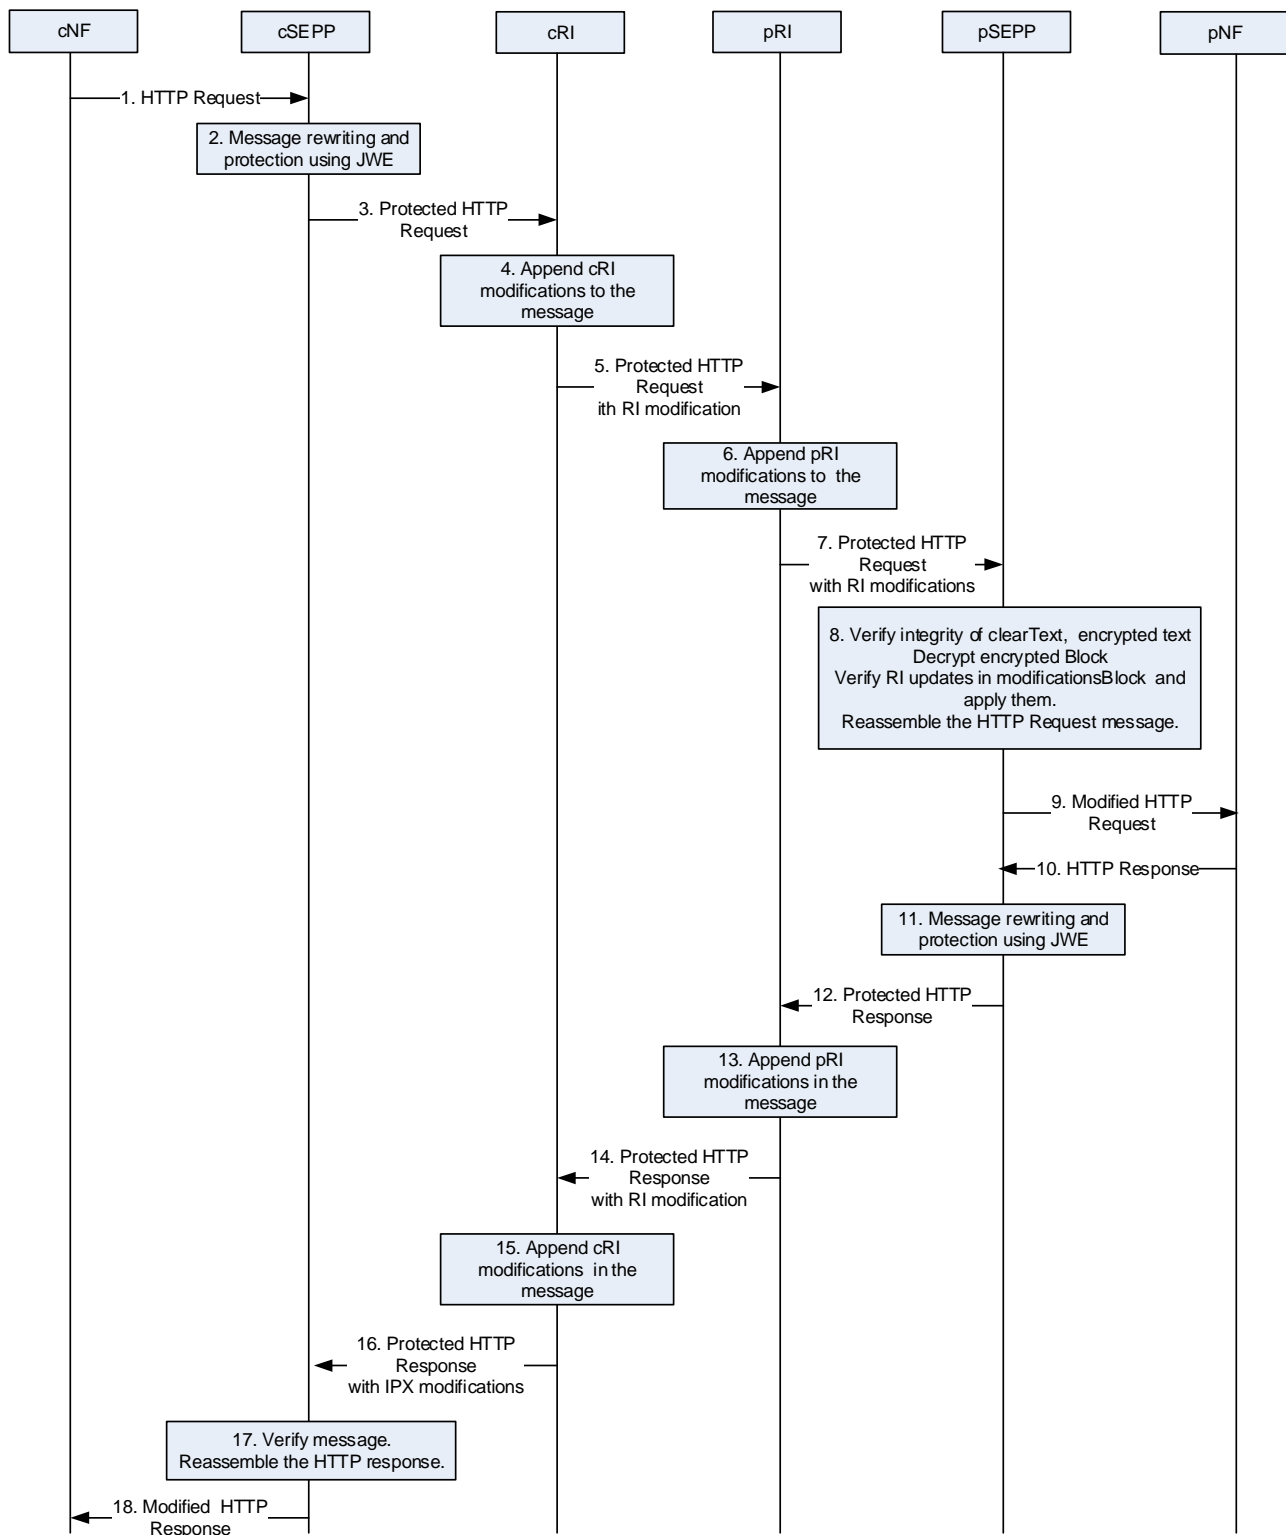 cNF
cSEPP
cRI
pRI
pSEPP
pNF
1. HTTP Request
2. Message rewriting and
protection using JWE
3. Protected HTTP
Request
4. Append cRI
modifications to the
message
5. Protected HTTP
Request
ith RI modification
6. Append pRI
modifications to the
message
7. Protected HTTP
Request
with RI modifications
8. Verify integrity of clearText, encrypted text
Decrypt encrypted Block
Verify RI updates in modificationsBlock and
apply them.
Reassemble the HTTP Request message.
9. Modified HTTP
Request
10. HTTP Response
11. Message rewriting and
protection using JWE
12. Protected HTTP
Response
13. Append pRI
modifications in the
message
14. Protected HTTP
Response
with RI modification
15. Append cRI
modifications in the
message
16. Protected HTTP
Response
with IPX modifications
17. Verify message.
Reassemble the HTTP response.
18. Modified HTTP
Response